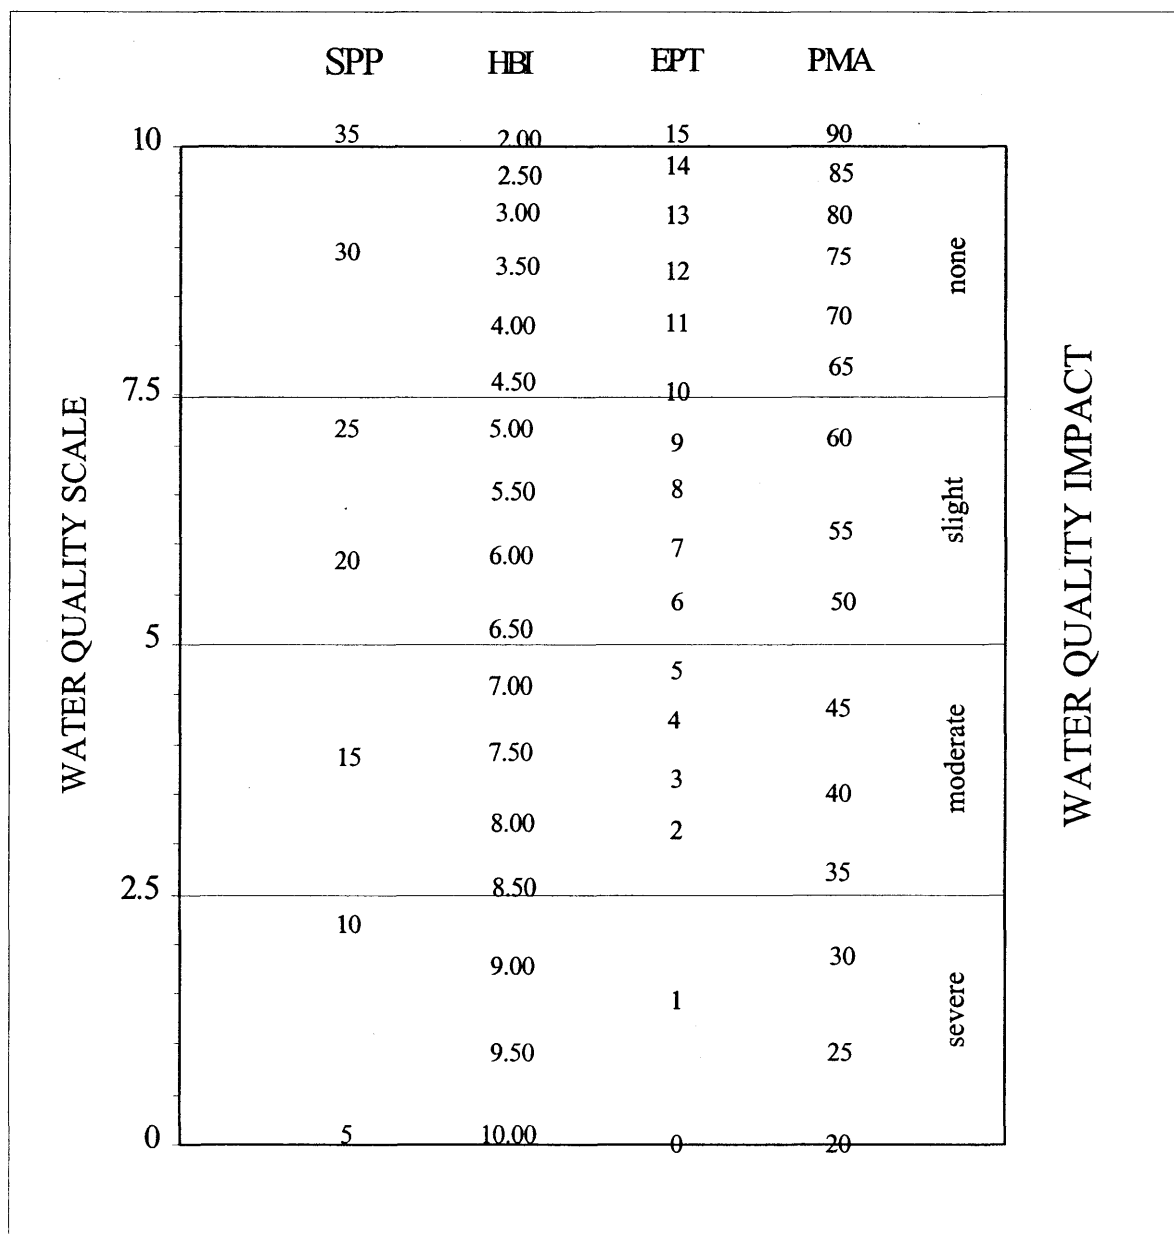 SPP HBI EPT PMA
10 35 2.00 15 90
14
2.50 85
3.00 13 80
30 3.50 12 75
none
4.00 11 70
65
7.5 4.50 10
25 5.00 9 60
5.50 8
slight
55
20 6.00 7
6 50
5 6.50
7.00 5
4 45
15 7.50
moderate
3 40
8.00 2
35
2.5 8.50
10
9.00 30
1
severe
9.50 25
0 5 10.00 0 20
WATER QUALITY SCALE
WATER QUALITY IMPACT